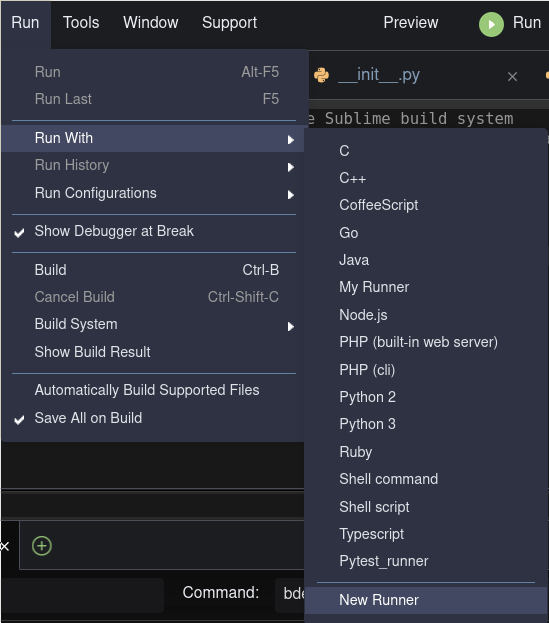 Run Tools Window Support Preview Run
Run Alt-F5
__init__.py
Run Last F5
e Sublime build system
Run With
C
Run History
C++
Run Configurations
CoffeeScript
Show Debugger at Break
Go
Java
Build Ctrl-B
My Runner
Cancel Build Ctrl-Shift-C
Node.js
Build System
PHP (built-in web server)
Show Build Result
PHP (cli)
Automatically Build Supported Files
Python 2
Save All on Build
Python 3
Ruby
Shell command
Shell script
Typescript
Pytest_runner
Command: bde
New Runner